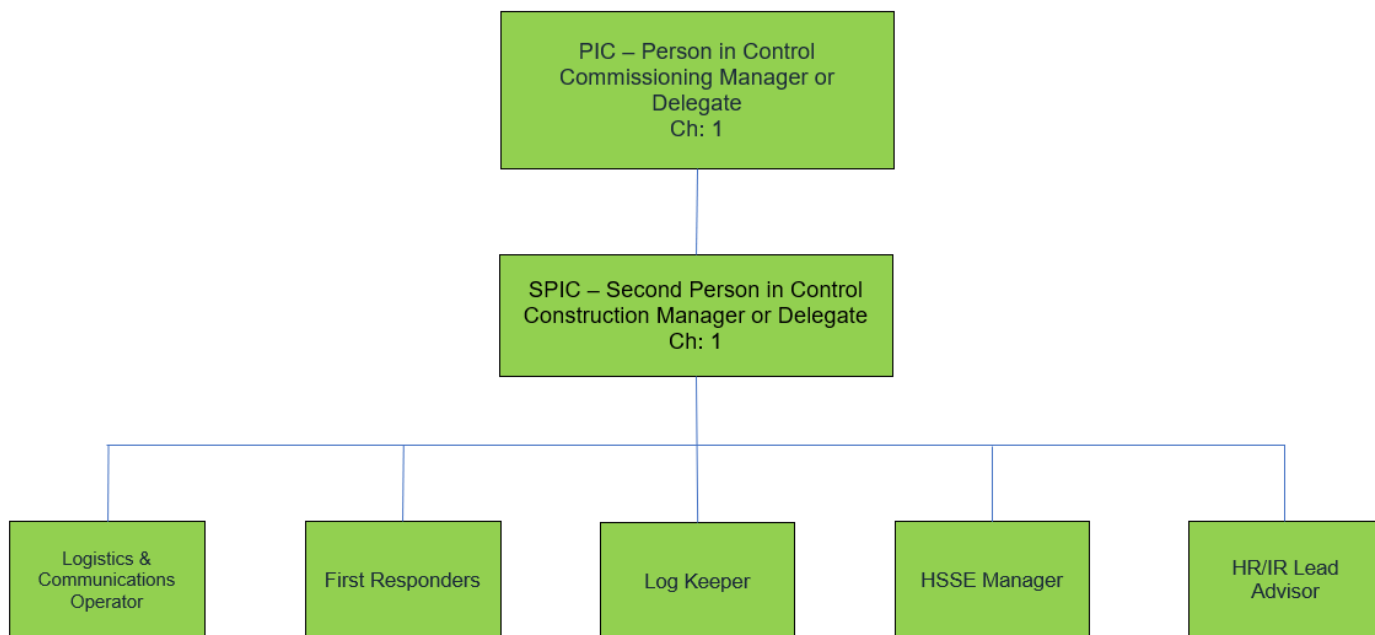 PIC – Person in Control
Commissioning Manager or
Delegate
Ch: 1
SPIC – Second Person in Control
Construction Manager or Delegate
Ch: 1
Logistics &
Communications
Operator
First Responders
Log Keeper
HSSE Manager
HR/IR Lead
Advisor